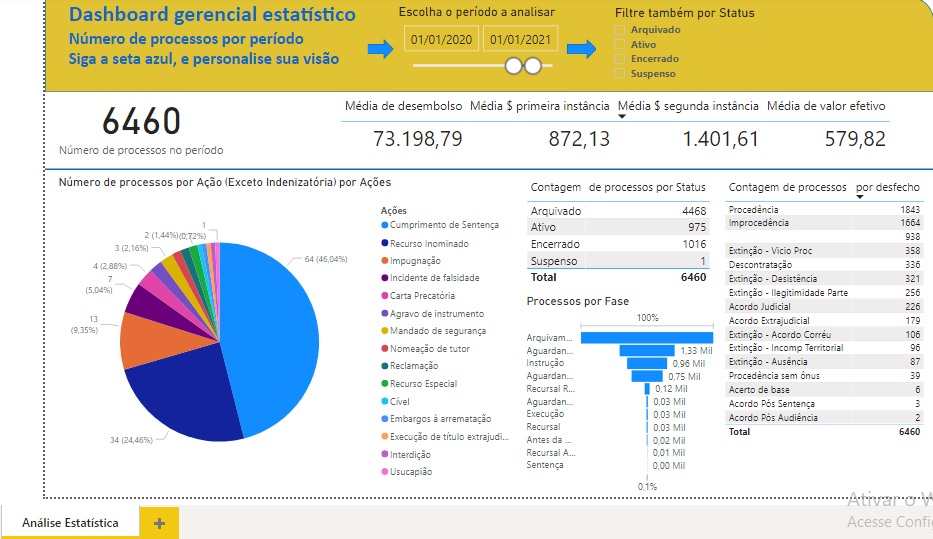 Dashboard gerencial estatístico
Número de processos por período
Siga a seta azul, e personalise sua visão
Escolha o período a analisar
01/01/2020 01/01/2021
Filtre também por Status
Arquivado
Ativo
Encerrado
Suspenso
6460
Número de processos no período
Média de desembolso Média $ primeira instância Média $ segunda instância Média de valor efetivo
73.198,79 872,13 1.401,61 579,82
Número de processos por Ação (Exceto Indenizatória) por Ações
1
2 (1,44%)
(0,72%)
3 (2,16%)
4 (2,88%)
7
(5,04%)
13
(9,35%)
34 (24,46%)
64 (46,04%)
Ações
Cumprimento de Sentença
Recurso Inominado
Impugnação
Incidente de falsidade
Carta Precatória
Agravo de instrumento
Mandado de segurança
Nomeação de tutor
Reclamação
Recurso Especial
Cível
Embargos à arrematação
Execução de título extrajudi...
Interdição
Usucapião
Contagem de processos por Status
Arquivado 4468
Ativo 975
Encerrado 1016
Suspenso 1
Total 6460
Processos por Fase
100%
Arquivam...
Aguardan... 1,33 Mil
Instrução 0,96 Mil
Aguardan... 0,75 Mil
Recursal R... 0,12 Mil
Aguardan... 0,03 Mil
Execução 0,03 Mil
Recursal 0,03 Mil
Antes da ... 0,02 Mil
Recursal A... 0,01 Mil
Sentença 0,00 Mil
0,1%
Contagem de processos por desfecho
Procedência 1843
Improcedência 1664
938
Extinção - Vicio Proc 358
Descontratação 336
Extinção - Desistência 321
Extinção - Ilegitimidade Parte 256
Acordo Judicial 226
Acordo Extrajudicial 179
Extinção - Acordo Corréu 106
Extinção - Incomp Territorial 96
Extinção - Ausência 87
Procedência sem ônus 39
Acerto de base 6
Acordo Pós Sentença 3
Acordo Pós Audiência 2
Total 6460
Ativar o W
Acesse Confi
Análise Estatística +